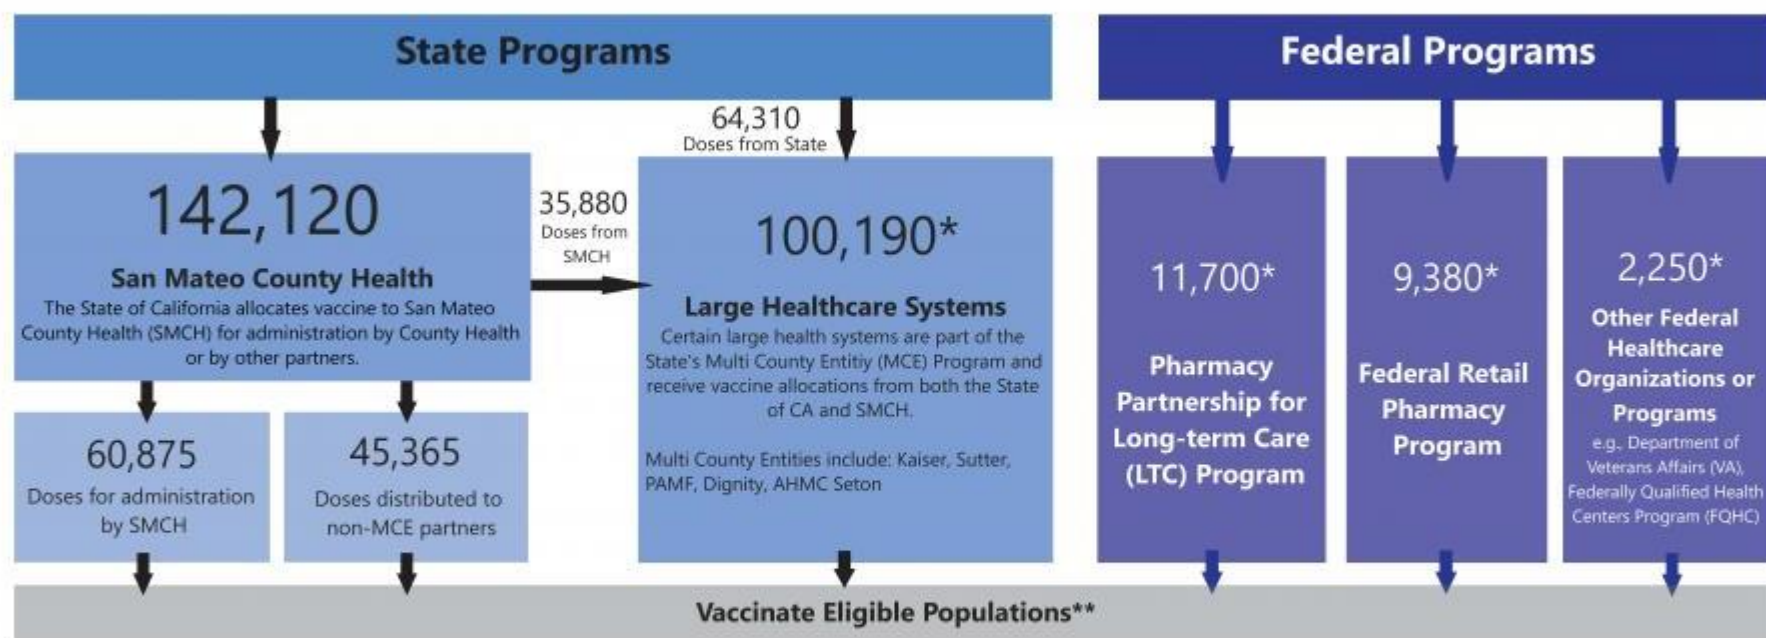 State Programs
Federal Programs
64,310
Doses from State
142,120
San Mateo County Health
The State of California allocates vaccine to San Mateo
County Health (SMCH) for administration by County Health
or by other partners.
35,880
Doses from
SMCH
100,190*
Large Healthcare Systems
Certain large health systems are part of the
State's Multi County Entitiy (MCE) Program and
receive vaccine allocations from both the State
of CA and SMCH.
Multi County Entities include: Kaiser, Sutter,
PAMF, Dignity, AHMC Seton
60,875
Doses for administration
by SMCH
45,365
Doses distributed to
non-MCE partners
11,700*
Pharmacy
Partnership for
Long-term Care
(LTC) Program
9,380*
Federal Retail
Pharmacy
Program
2,250*
Other Federal
Healthcare
Organizations or
Programs
e.g., Department of
Veterans Affairs (VA),
Federally Qualified Health
Centers Program (FQHC)
Vaccinate Eligible Populations**